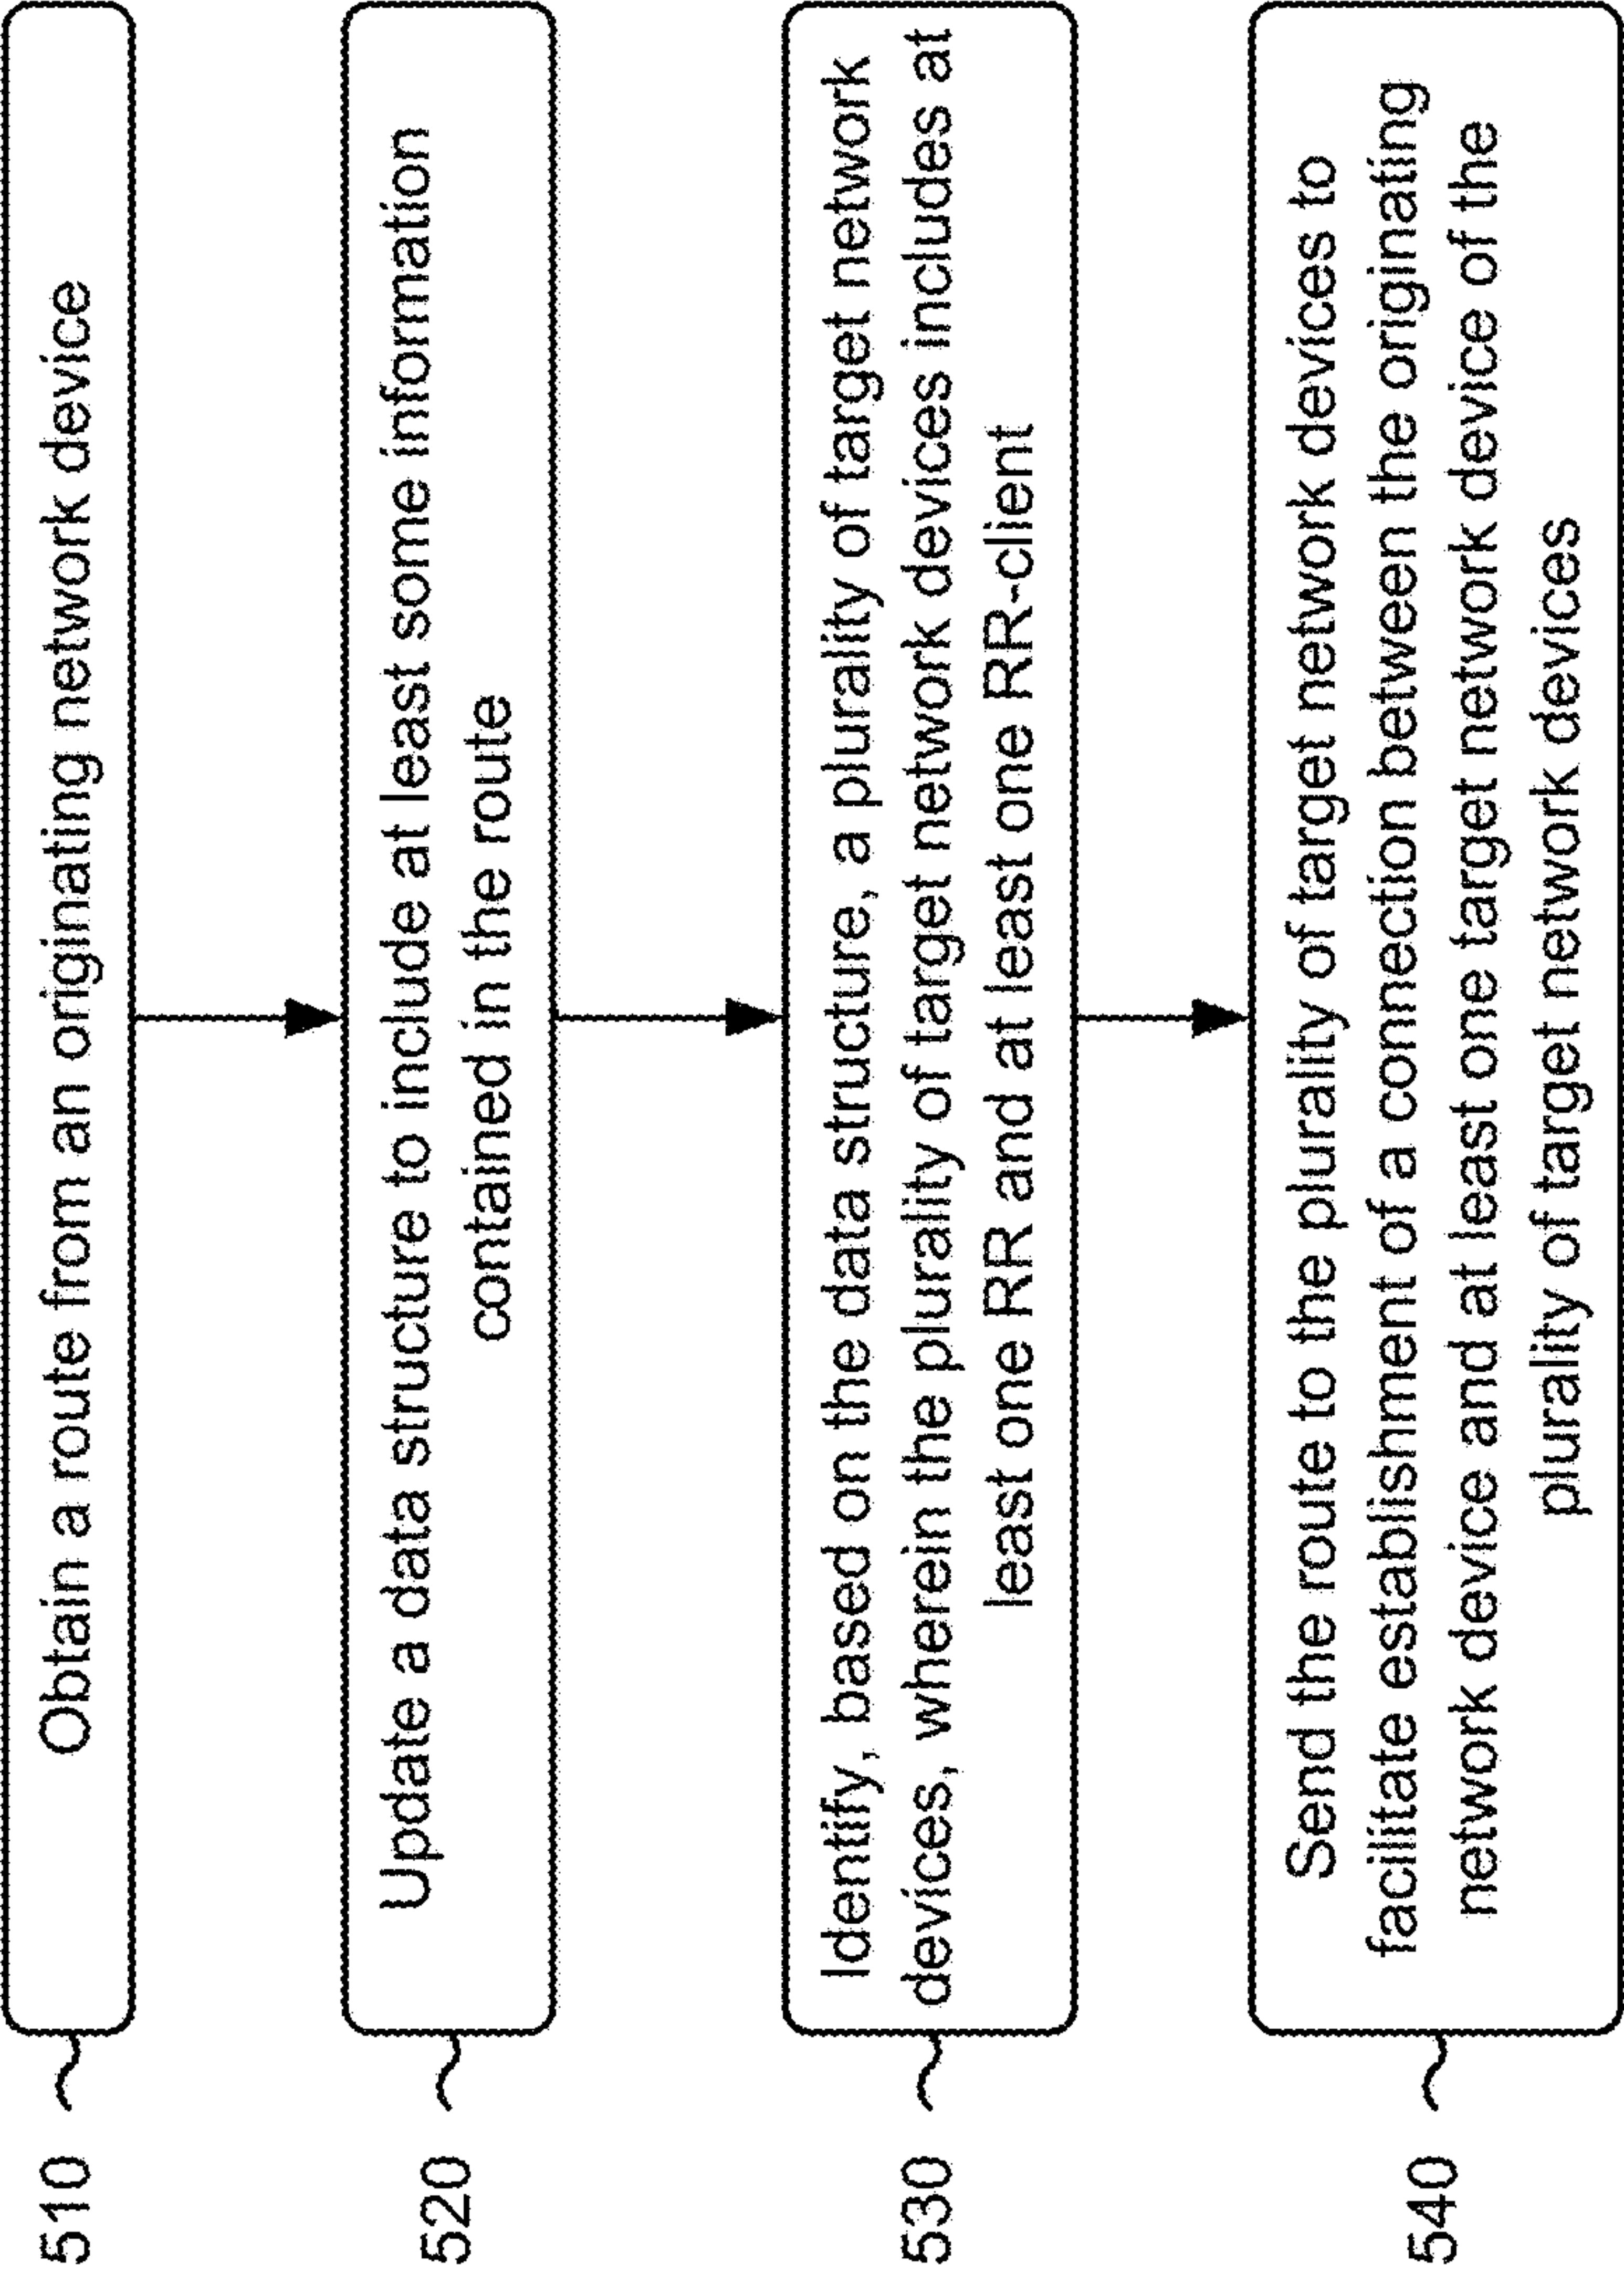 510
Obtain a route from an originating network device
520
Update a data structure to include at least some information
contained in the route
530
Identify, based on the data structure, a plurality of target network
devices, wherein the plurality of target network devices includes at
least one RR and at least one RR-client
540
Send the route to the plurality of target network devices to
facilitate establishment of a connection between the originating
network device and at least one target network device of the
plurality of target network devices